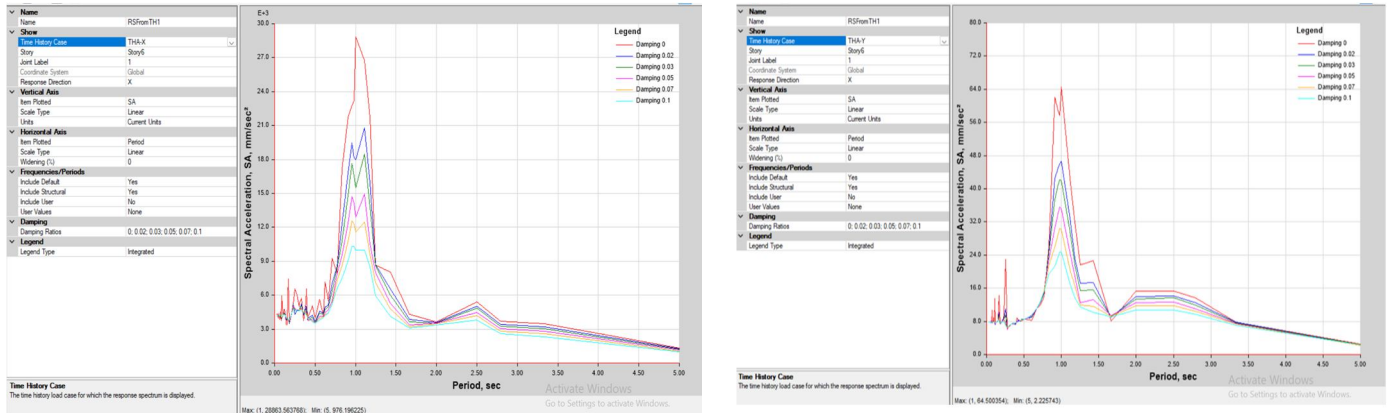 Name
Name RSFromTH1
Show
Time History Case THA-X
Story Story6
Joint Label 1
Coordinate System Global
Response Direction X
Vertical Axis
Item Plotted SA
Scale Type Linear
Units Current Units
Horizontal Axis
Item Plotted Period
Scale Type Linear
Widening (%) 0
Frequencies/Periods
Include Default Yes
Include Structural Yes
Include User No
User Values None
Damping
Damping Ratios 0; 0.02; 0.03; 0.05; 0.07; 0.1
Legend
Legend Type Integrated
Time History Case
The time history load case for which the response spectrum is displayed.
E+3
30.0
27.0
24.0
21.0
18.0
15.0
12.0
9.0
6.0
3.0
0.0
Spectral Acceleration, SA, mm/sec²
Legend
Damping 0
Damping 0.02
Damping 0.03
Damping 0.05
Damping 0.07
Damping 0.1
0.00 0.50 1.00 1.50 2.00 2.50 3.00 3.50 4.00 4.50 5.00
Period, sec
Activate Windows
Go to Settings to activate Windows.
Max: (1, 28863.563768); Min: (5, 976.196225)
Name
Name RSFromTH1
Show
Time History Case THA-Y
Story Story6
Joint Label 1
Coordinate System Global
Response Direction X
Vertical Axis
Item Plotted SA
Scale Type Linear
Units Current Units
Horizontal Axis
Item Plotted Period
Scale Type Linear
Widening (%) 0
Frequencies/Periods
Include Default Yes
Include Structural Yes
Include User No
User Values None
Damping
Damping Ratios 0; 0.02; 0.03; 0.05; 0.07; 0.1
Legend
Legend Type Integrated
Time History Case
The time history load case for which the response spectrum is displayed.
80.0
72.0
64.0
56.0
48.0
40.0
32.0
24.0
16.0
8.0
0.0
Spectral Acceleration, SA, mm/sec²
Legend
Damping 0
Damping 0.02
Damping 0.03
Damping 0.05
Damping 0.07
Damping 0.1
0.00 0.50 1.00 1.50 2.00 2.50 3.00 3.50 4.00 4.50 5.00
Period, sec
Activate Windows
Go to Settings to activate Windows.
Max: (1, 64.500354); Min: (5, 2.225743)